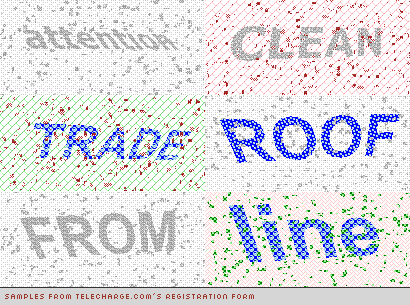 attention CLEAN
TRADE ROOF
FROM line
SAMPLES FROM TELECHARGE.COM'S REGISTRATION FORM